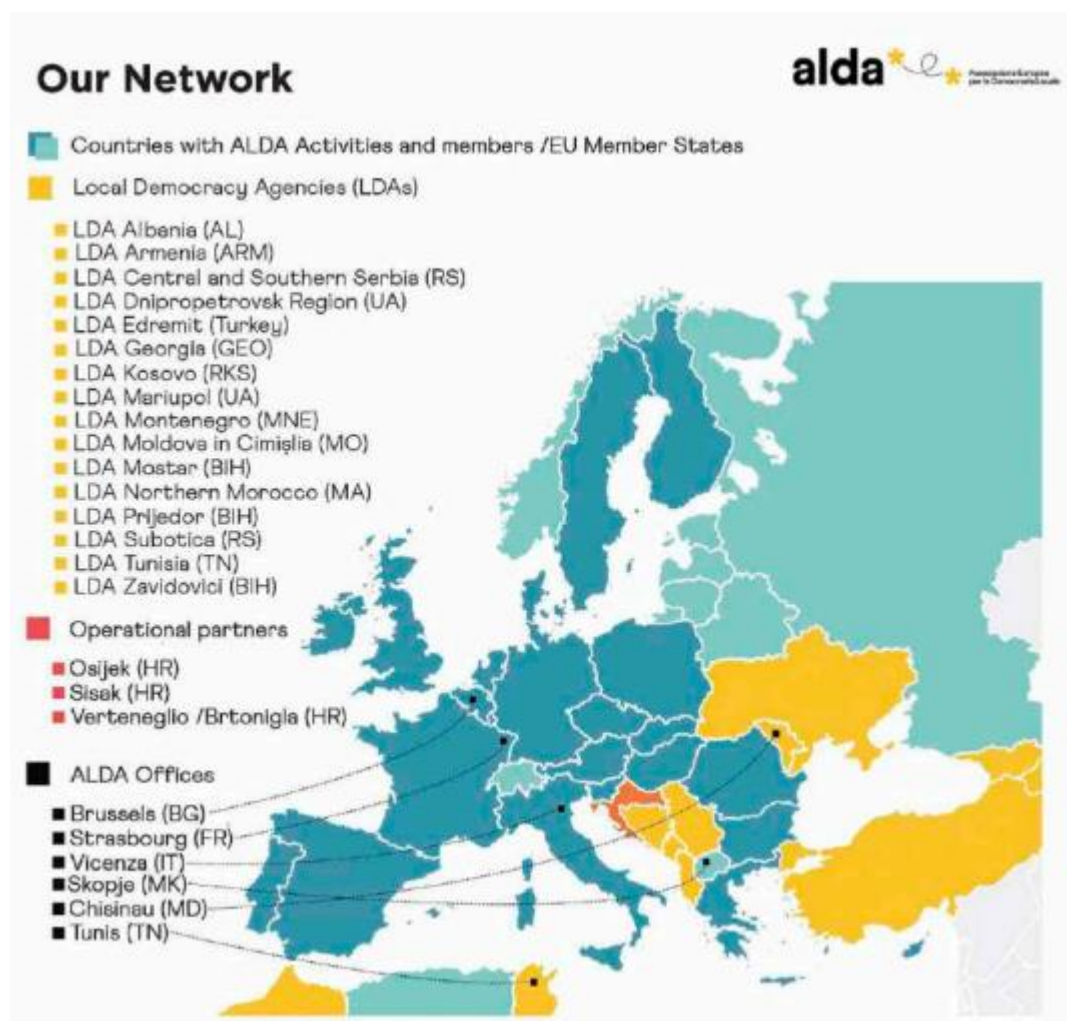 Our Network
alda
Countries with ALDA Activities and members /EU Member States
Local Democracy Agencies (LDAs)
LDA Albania (AL)
LDA Armenia (ARM)
LDA Central and Southern Serbia (RS)
LDA Dnipropetrovsk Region (UA)
LDA Edremit (Turkey)
LDA Georgia (GEO)
LDA Kosovo (RKS)
LDA Mariupol (UA)
LDA Montenegro (MNE)
LDA Moldova in Cimişlia (MO)
LDA Mostar (BIH)
LDA Northern Morocco (MA)
LDA Prijedor (BIH)
LDA Subotica (RS)
LDA Tunisia (TN)
LDA Zavidovici (BIH)
Operational partners
Osijek (HR)
Sisak (HR)
Verteneglio /Brtonigla (HR)
ALDA Offices
Brussels (BG)
Strasbourg (FR)
Vicenza (IT)
Skopje (MK)
Chisinau (MD)
Tunis (TN)